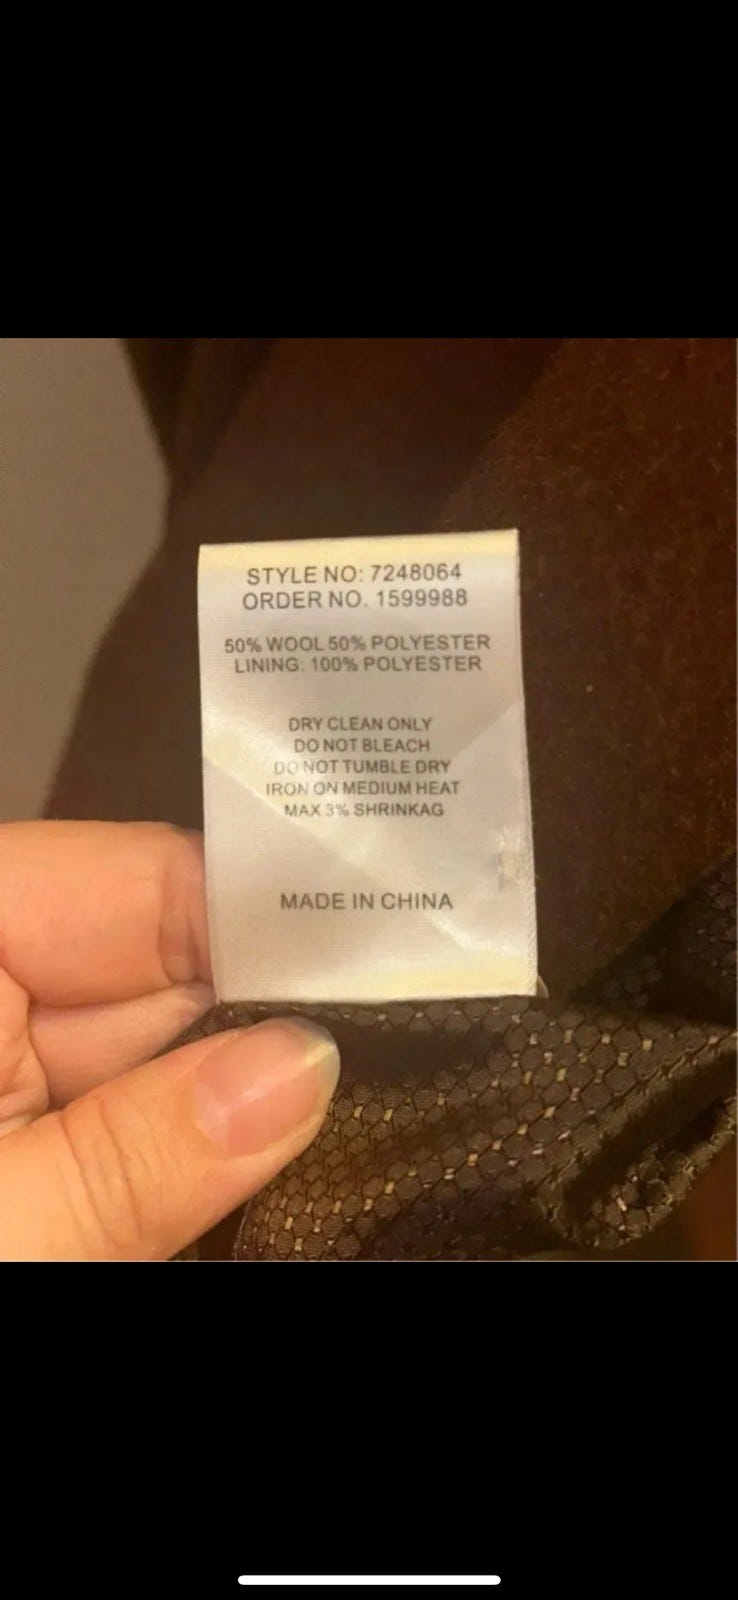 STYLE NO: 7248064
ORDER NO. 1599988
50% WOOL 50% POLYESTER
LINING: 100% POLYESTER
DRY CLEAN ONLY
DO NOT BLEACH
DO NOT TUMBLE DRY
IRON ON MEDIUM HEAT
MAX 3% SHRINKAG
MADE IN CHINA